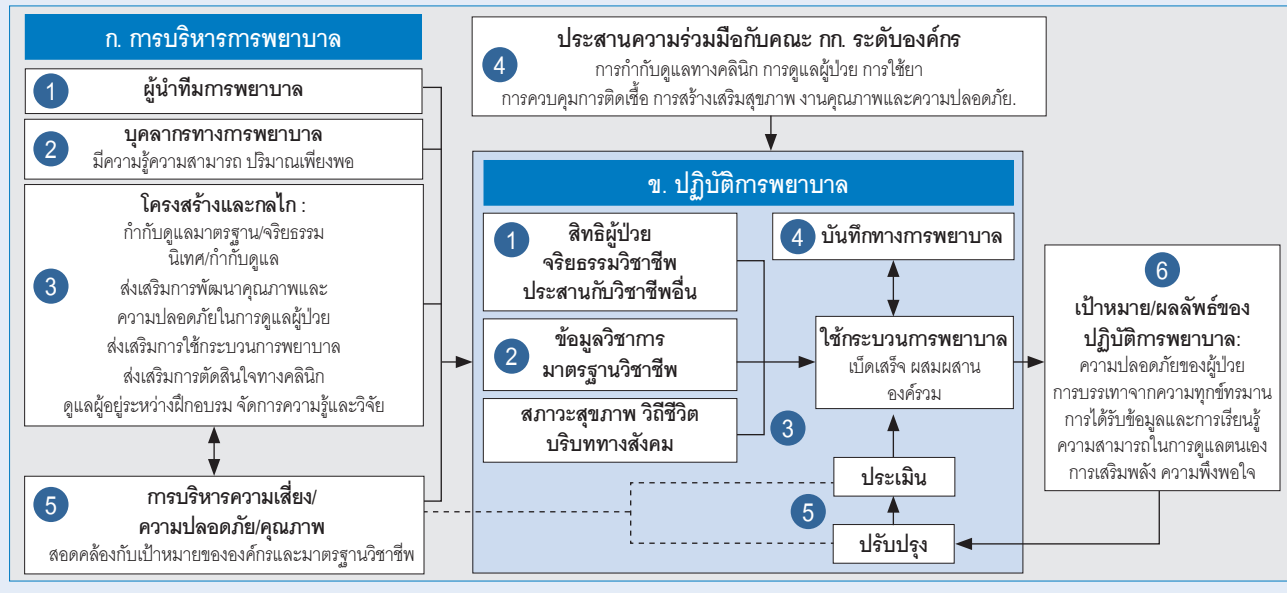 ก. การบริหารการพยาบาล
1
ผู้นำทีมการพยาบาล
2
บุคลากรทางการพยาบาล
มีความรู้ความสามารถ ปริมาณเพี่ยงพอ
3
โครงสร้างและกลไก :
กำกับดูแลมาตรฐาน/จริยธรรม
นิเทศ/กำกับดูแล
ส่งเสริมการพัฒนาคุณภาพและ
ความปลอดภัยในการดูแลผู้ป่วย
ส่งเสริมการใช้กระบวนการพยาบาล
ส่งเสริมการตัดสินใจทางคลินิก
ดูแลผู้อยู่ระหว่างฝึกอบรม จัดการความรู้และวิจัย
5
การบริหารความเสี่ยง/
ความปลอดภัย/คุณภาพ
สอดคล้องกับเป้าหมายขององค์กรและมาตรฐานวิชาชีพ
4
ประสานความร่วมมือกับคณะ กก. ระดับองค์กร
การกำกับดูแลทางคลินิก การดูแลผู้ป่วย การใช้ยา
การควบคุมการติดเชื้อ การสร้างเสริมสุขภาพ งานคุณภาพและความปลอดภัย.
ข. ปฏิบัติการพยาบาล
1
สิทธิผู้ป่วย
จริยธรรมวิชาชีพ
ประสานกับวิชาชีพอื่น
2
ข้อมูลวิชาการ
มาตรฐานวิชาชีพ
3
สภาวะสุขภาพ วิถีชีวิต
บริบททางสังคม
4
บันทึกทางการพยาบาล
ใช้กระบวนการพยาบาล
เบ็ดเสร็จ ผสมผสาน
องค์รวม
ประเมิน
5
ปรับปรุง
6
เป้าหมาย/ผลลัพธ์ของ
ปฏิบัติการพยาบาล:
ความปลอดภัยของผู้ป่วย
การบรรเทาจากความทุกข์ทรมาน
การได้รับข้อมูลและการเรียนรู้
ความสามารถในการดูแลตนเอง
การเสริมพลัง ความพึงพอใจ